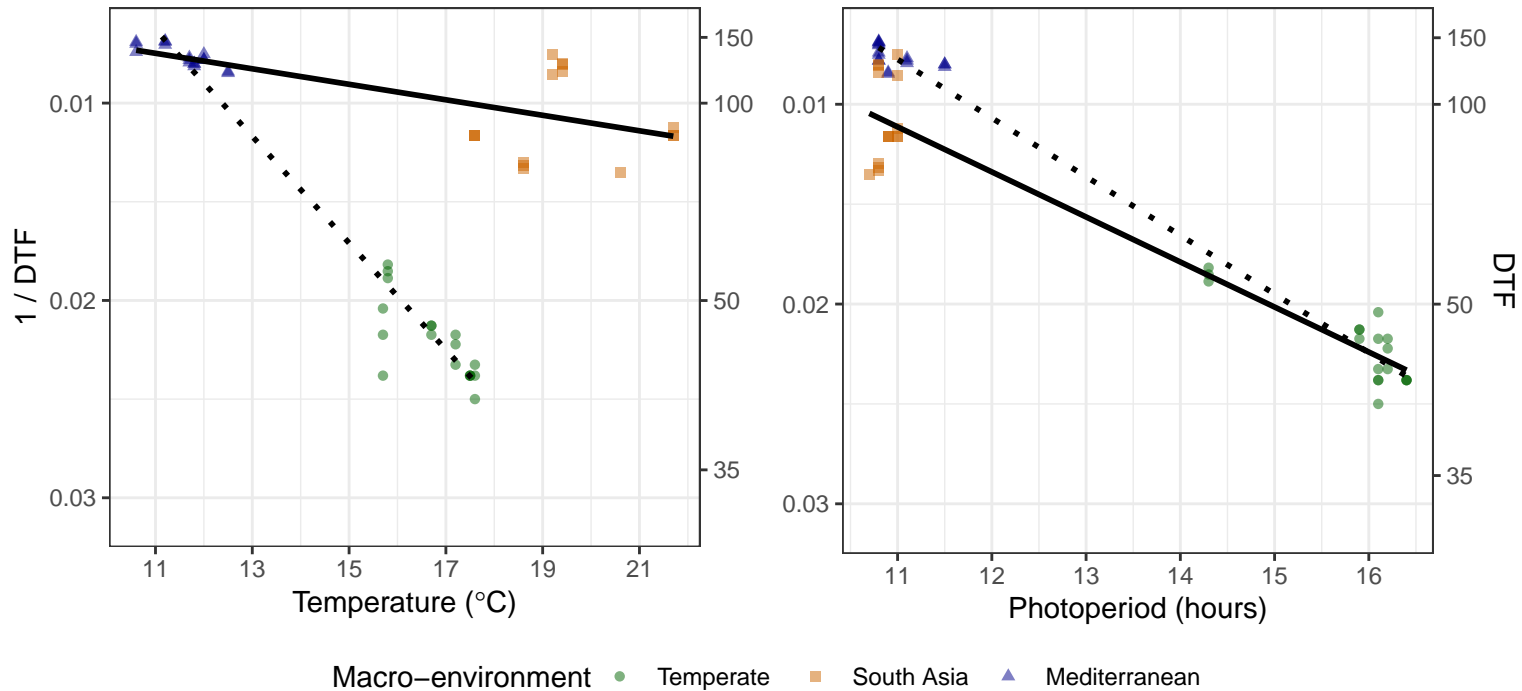 1 / DTF
0.01
0.02
0.03
150
100
50
35
11 13 15 17 19 21
Temperature (°C)
0.01
0.02
0.03
150
100
50
35
DTF
11 12 13 14 15 16
Photoperiod (hours)
Macro−environment Temperate South Asia Mediterranean